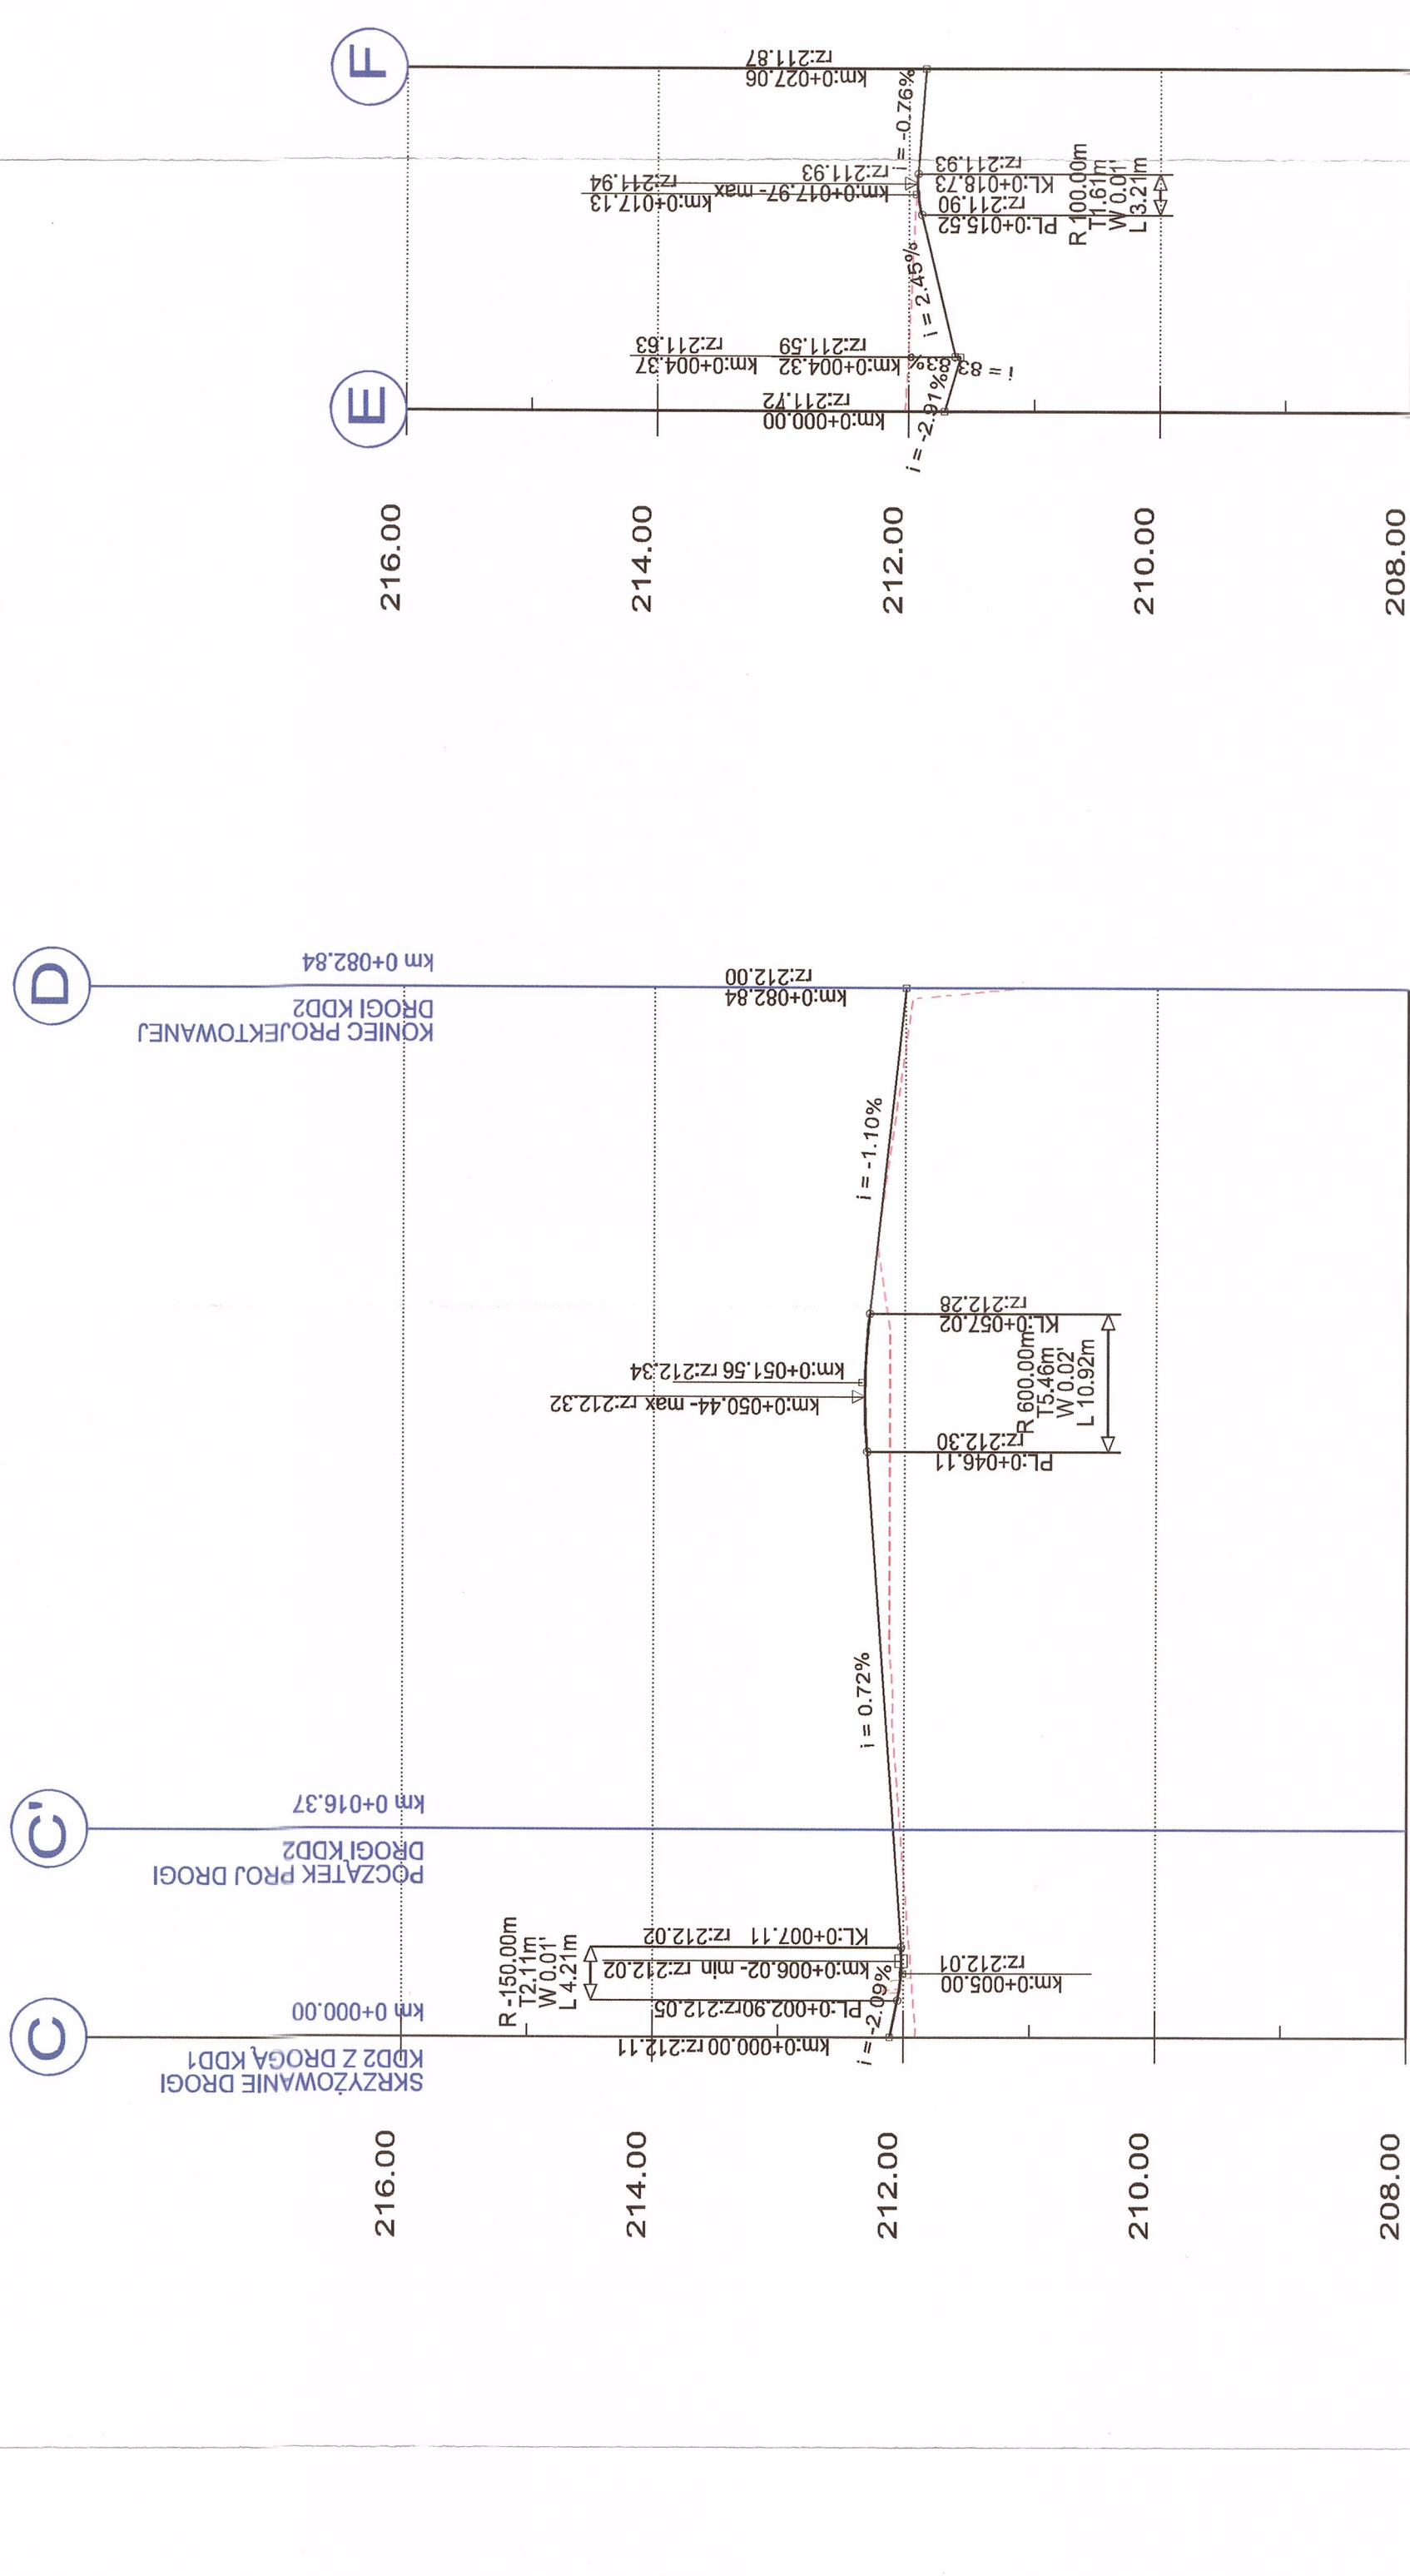 F
rz:211.87
km:0+027.06
i = -0.76%
rz:211.94
km:0+017.13
rz:211.93
km:0+017.97- max
rz:211.93
KL:0+018.73
rz:211.90
PL:0+015.52
R 100.00m
T1.61m
W 0.01'
L 3.21m
i = 2.45%
rz:211.63
km:0+004.37
rz:211.59
km:0+004.32
i = 83.83%
E
rz:211.72
km:0+000.00
i = -2.91%
216.00
214.00
212.00
210.00
208.00
D
km 0+082.84
KONIEC PROJEKTOWANEJ
DROGI KDD2
rz:212.00
km:0+082.84
i = -1.10%
rz:212.28
KL:0+057.02
km:0+051.56 rz:212.34
km:0+050.44- max rz:212.32
R 600.00m
T5.46m
W 0.02'
L 10.92m
rz:212.30
PL:0+046.11
i = 0.72%
C'
km 0+016.37
POCZĄTEK PROJ DROGI
DROGI KDD2
R -150.00m
T2.11m
W 0.01'
L 4.21m
KL:0+007.11 rz:212.02
km:0+006.02- min rz:212.02
rz:212.01
km:0+005.00
PL:0+002.90rz:212.05
i = -2.09%
C
km 0+000.00
SKRZYŻOWANIE DROGI
KDD2 Z DROGĄ KDD1
km:0+000.00 rz:212.11
216.00
214.00
212.00
210.00
208.00